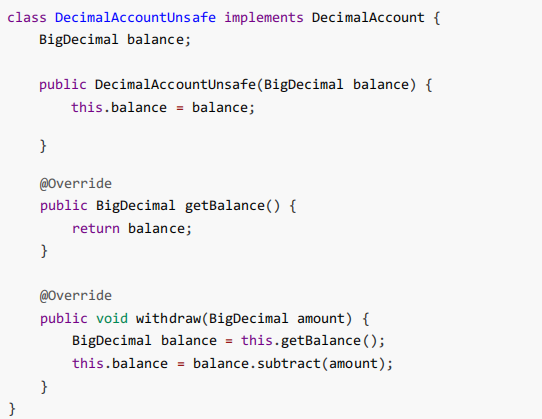 class DecimalAccountUnsafe implements DecimalAccount {
    BigDecimal balance;

    public DecimalAccountUnsafe(BigDecimal balance) {
        this.balance = balance;

    }

    @Override
    public BigDecimal getBalance() {
        return balance;
    }

    @Override
    public void withdraw(BigDecimal amount) {
        BigDecimal balance = this.getBalance();
        this.balance = balance.subtract(amount);
    }
}